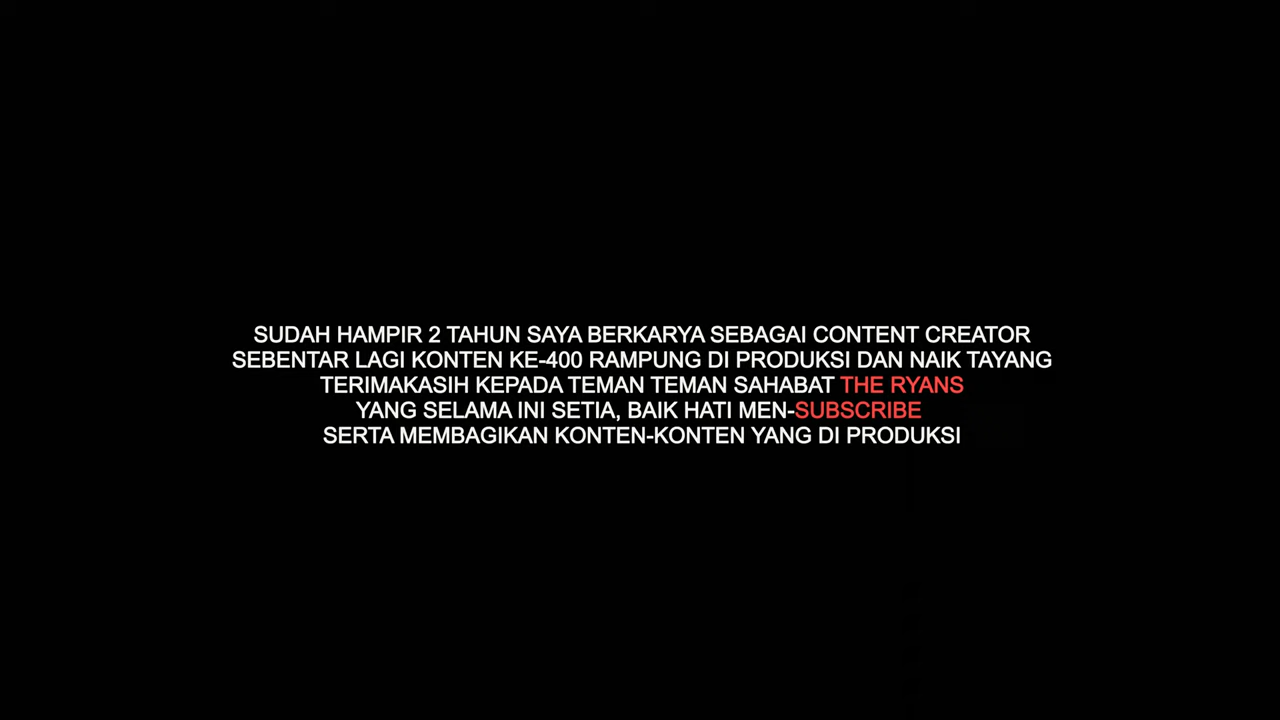 SUDAH HAMPIR 2 TAHUN SAYA BERKARYA SEBAGAI CONTENT CREATOR
SEBENTAR LAGI KONTEN KE-400 RAMPUNG DI PRODUKSI DAN NAIK TAYANG
TERIMAKASIH KEPADA TEMAN TEMAN SAHABAT THE RYANS
YANG SELAMA INI SETIA, BAIK HATI MEN-SUBSCRIBE
SERTA MEMBAGIKAN KONTEN-KONTEN YANG DI PRODUKSI